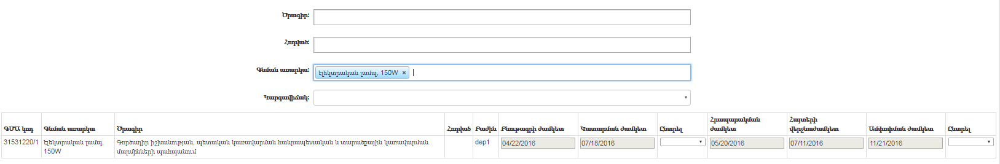 Ծրագիր:
Հոդված:
Գնման առարկա:
Էլեկտրական լամպ, 150W ×
Կարգավիճակ:
ԳՄԱ կոդ Գնման առարկա Ծրագիր Հոդված Բաժին Բնութագրի ժամկետ Կատարման ժամկետ Ընտրել Հրապարակման ժամկետ Հայտերի վերջնաժամկետ Ամփոփման ժամկետ Ընտրել
31531220/1 Էլեկտրական լամպ, Գործադիր իշխանության, պետական կառավարման հանրապետական և տարածքային կառավարման dep1 04/22/2016 07/18/2016 05/20/2016 07/11/2016 11/21/2016
150W մարմինների պահպանում